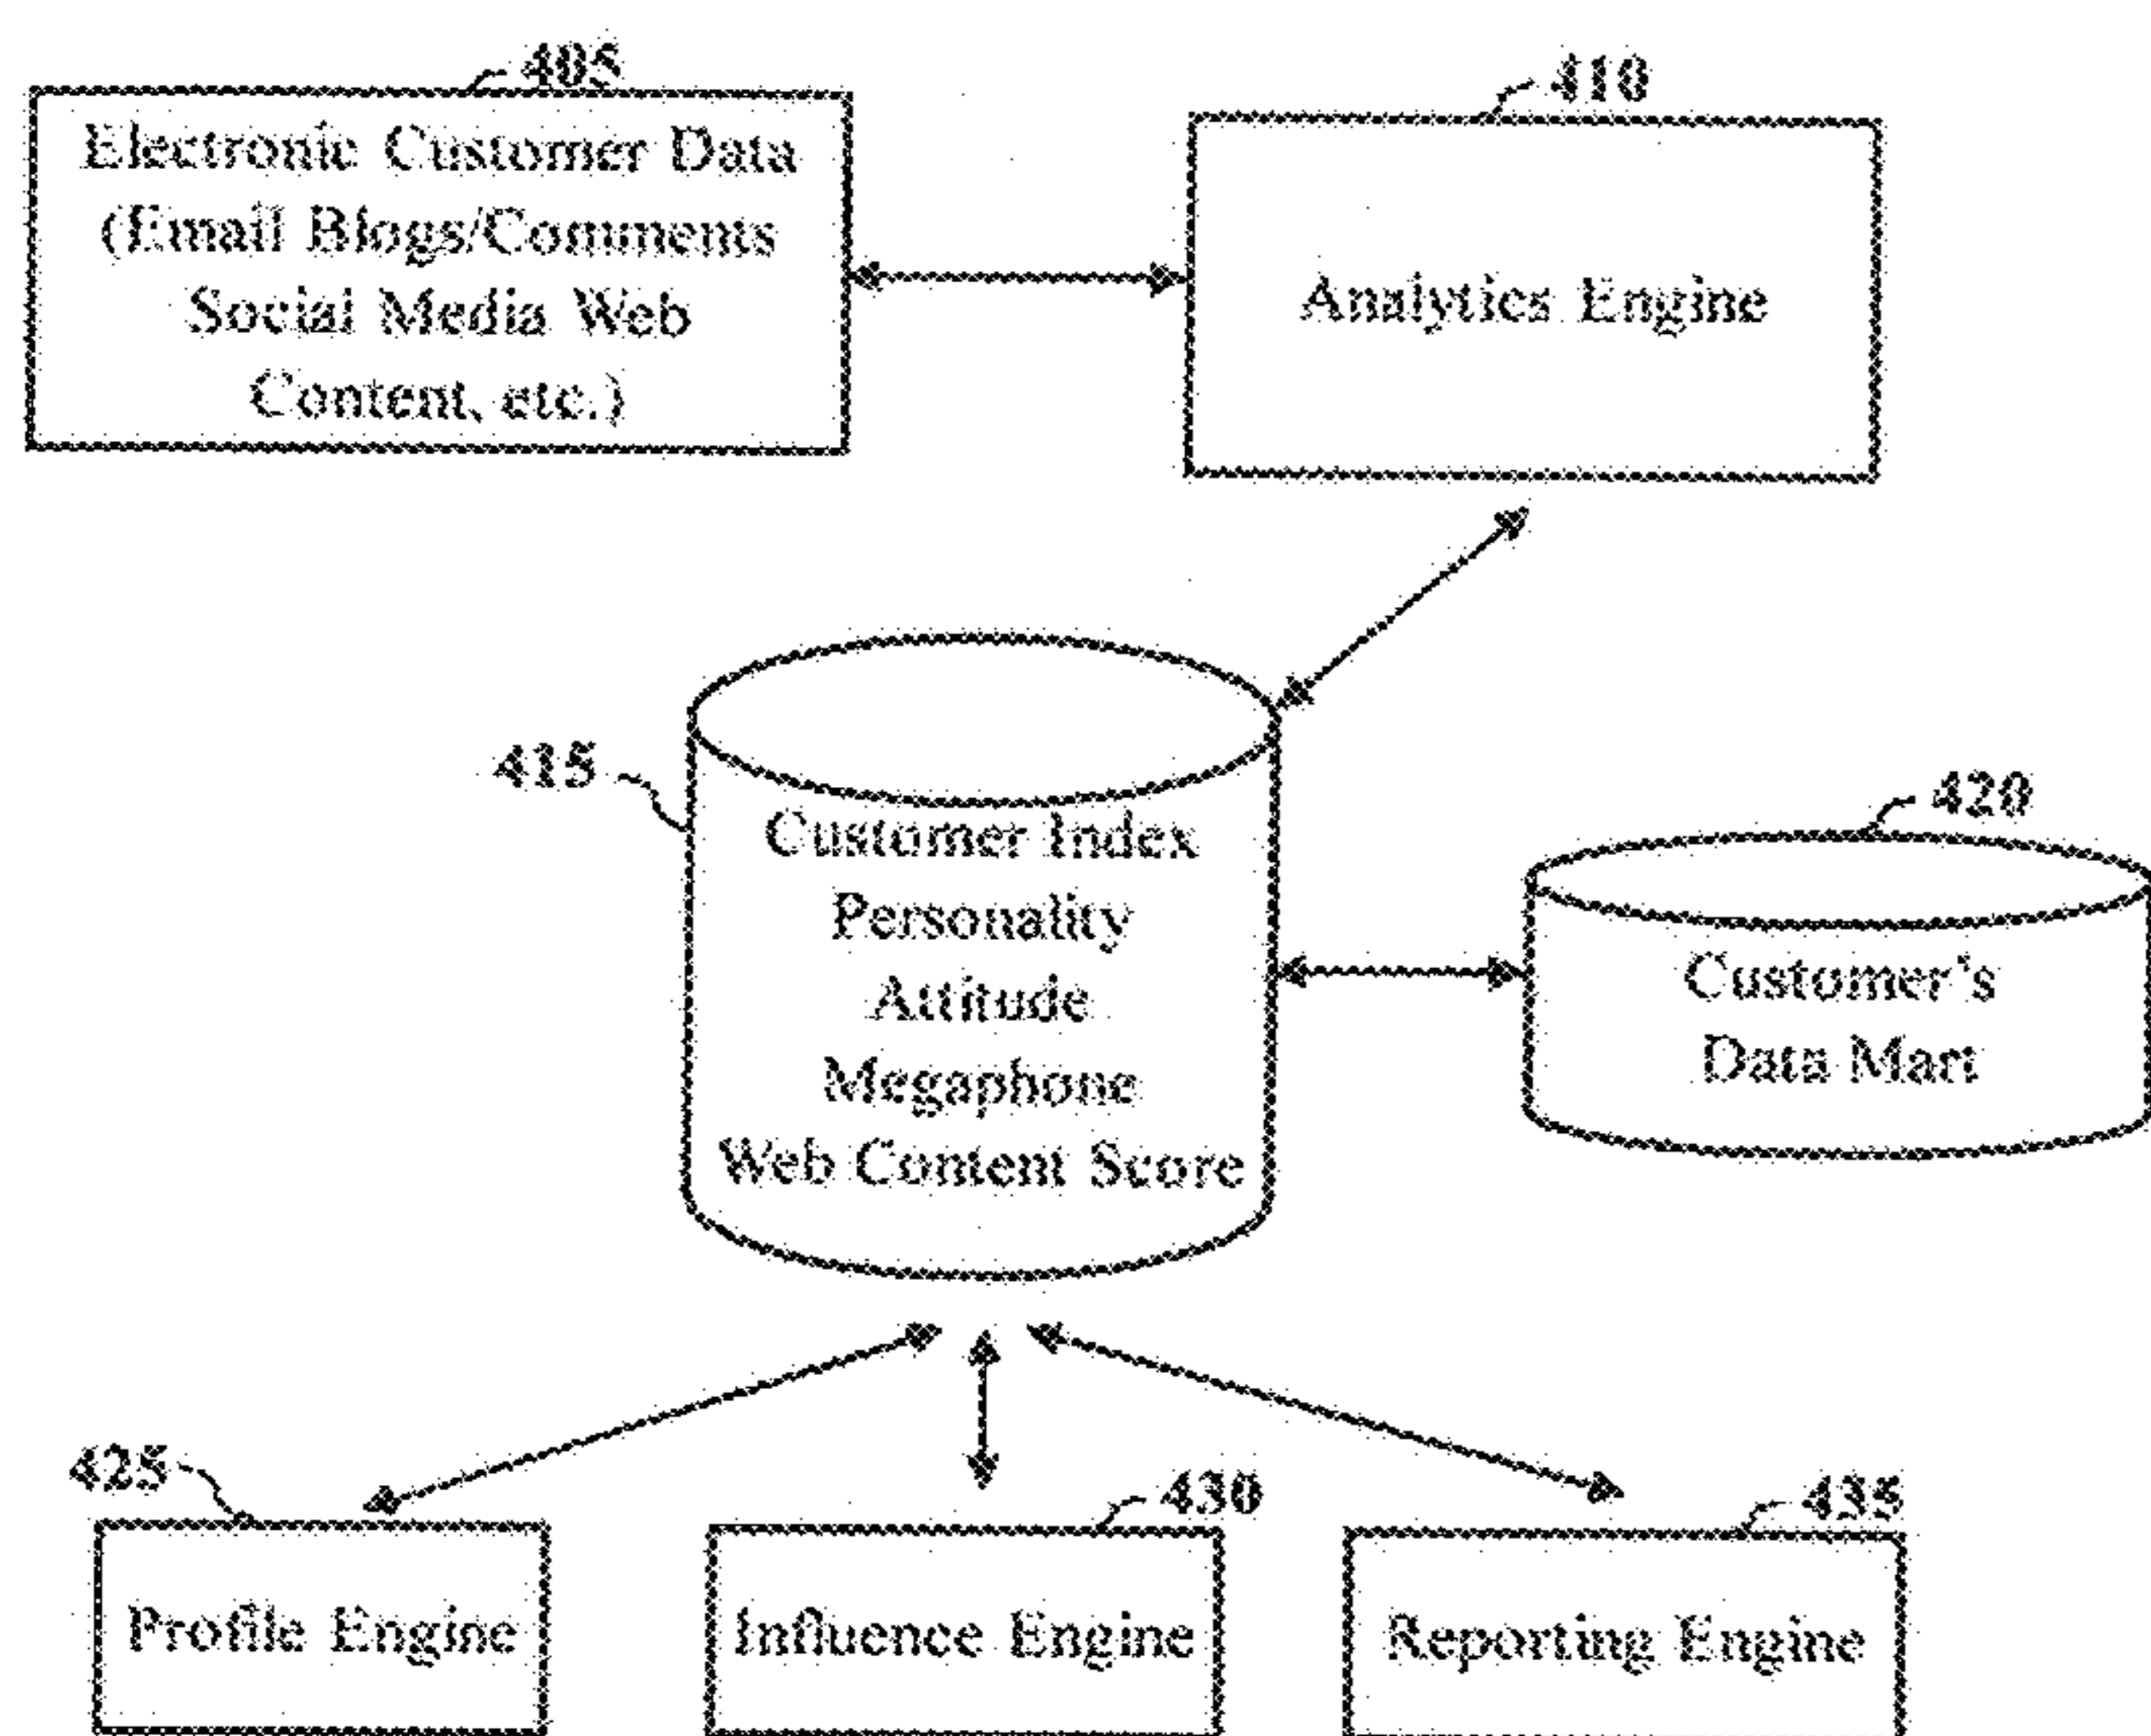 405
Electronic Customer Data
(Email Blogs/Comments
Social Media Web
Content, etc.)
410
Analytics Engine
415
Customer Index
Personality
Attitude
Megaphone
Web Content Score
420
Customer's
Data Mart
425
Profile Engine
430
Influence Engine
435
Reporting Engine